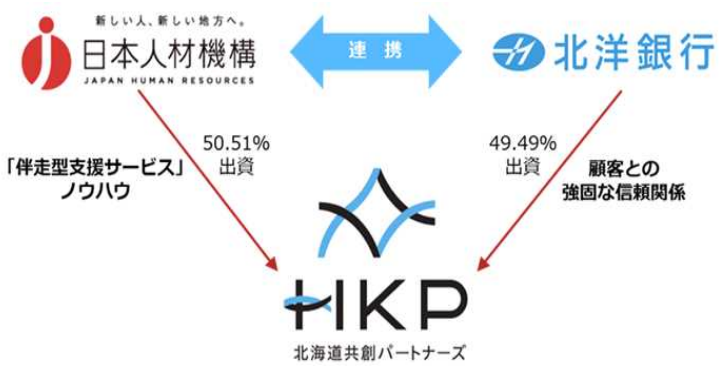 新しい人、新しい地方へ。
日本人材機構
JAPAN HUMAN RESOURCES
連携
北洋銀行
50.51%
出資
「伴走型支援サービス」
ノウハウ
49.49%
出資
顧客との
強固な信頼関係
HKP
北海道共創パートナーズ